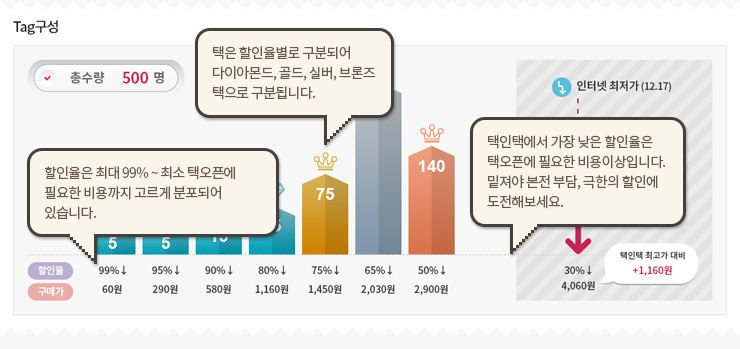 Tag구성
총수량 500 명
택은 할인율별로 구분되어
다이아몬드, 골드, 실버, 브론즈
택으로 구분됩니다.
인터넷 최저가 (12.17)
할인율은 최대 99% ~ 최소 택오픈에
필요한 비용까지 고르게 분포되어
있습니다.
택인택에서 가장 낮은 할인율은
택오픈에 필요한 비용이상입니다.
밑져야 본전 부담, 극한의 할인에
도전해보세요.
5
5
15
75
140
할인율
99%↓
95%↓
90%↓
80%↓
75%↓
65%↓
50%↓
30%↓
구매가
60원
290원
580원
1,160원
1,450원
2,030원
2,900원
4,060원
택인택 최고가 대비
+1,160원